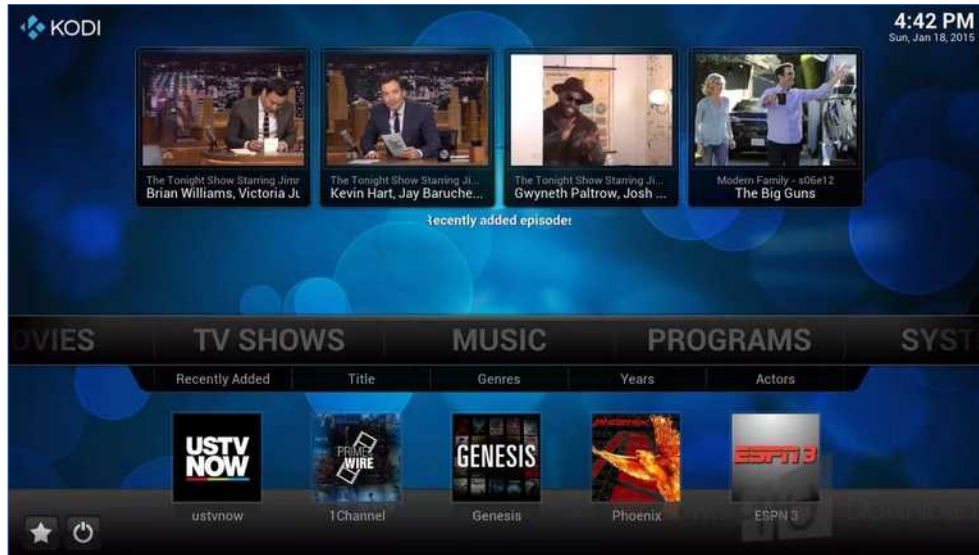 KODI
4:42 PM
Sun, Jan 18, 2015
The Tonight Show Starring Jimm
Brian Williams, Victoria Ju
The Tonight Show Starring Ji...
Kevin Hart, Jay Baruche...
The Tonight Show Starring Ji...
Gwyneth Paltrow, Josh ...
Modern Family - s06e12
The Big Guns
Recently added episodes
OVIES
TV SHOWS
MUSIC
PROGRAMS
SYST
Recently Added
Title
Genres
Years
Actors
USTV
NOW
PRIME
WIRE
GENESIS
phoenix
ESPN 3
ustvnow
1Channel
Genesis
Phoenix
ESPN 3